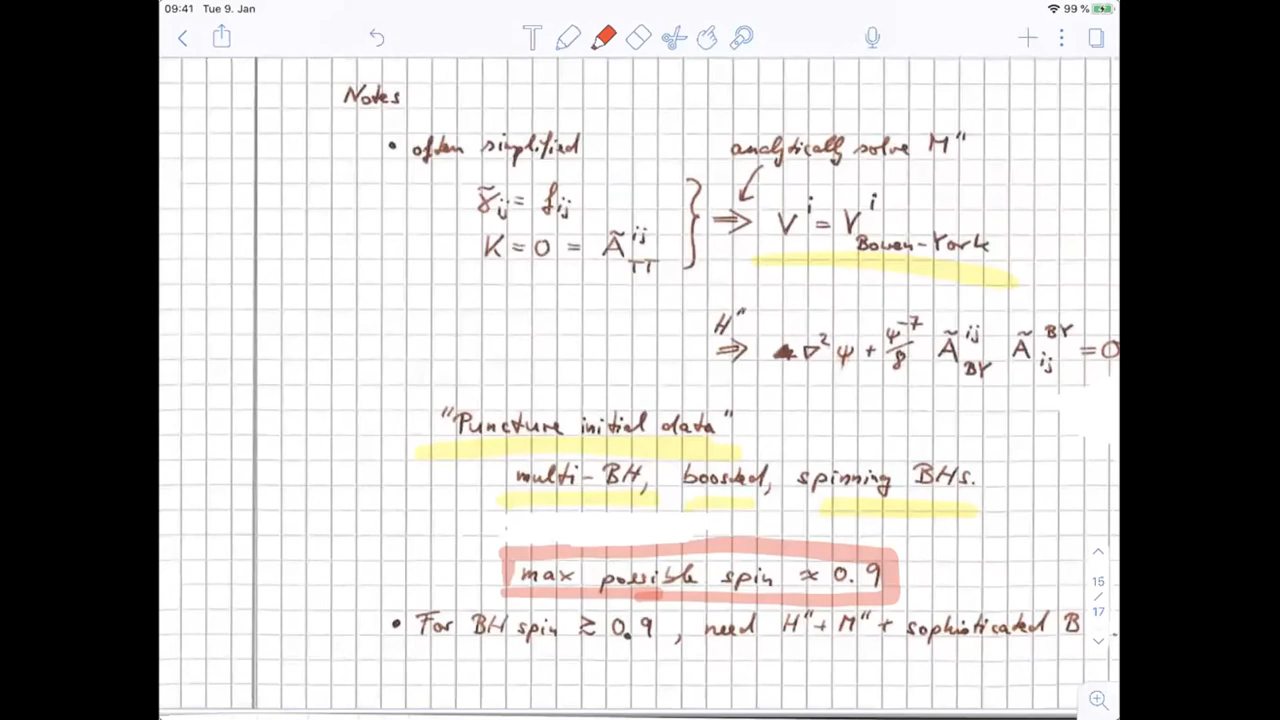 09:41 Tue 9. Jan 99 %
Notes
• often simplified
analytically solve M"
γ̃ij = fij
K = 0 = Ã^ij_TT
} ⇒ V^i = V^i_Bowen-York
H"
⇒ ∇²ψ + ψ^-7/8 Ã^ij_BY Ã^BY_ij = 0
"Puncture initial data"
multi-BH, boosted, spinning BHs.
max possible spin ≈ 0.9
• For BH spin ≳ 0.9, need H"+ M" + sophisticated B
16
/
17